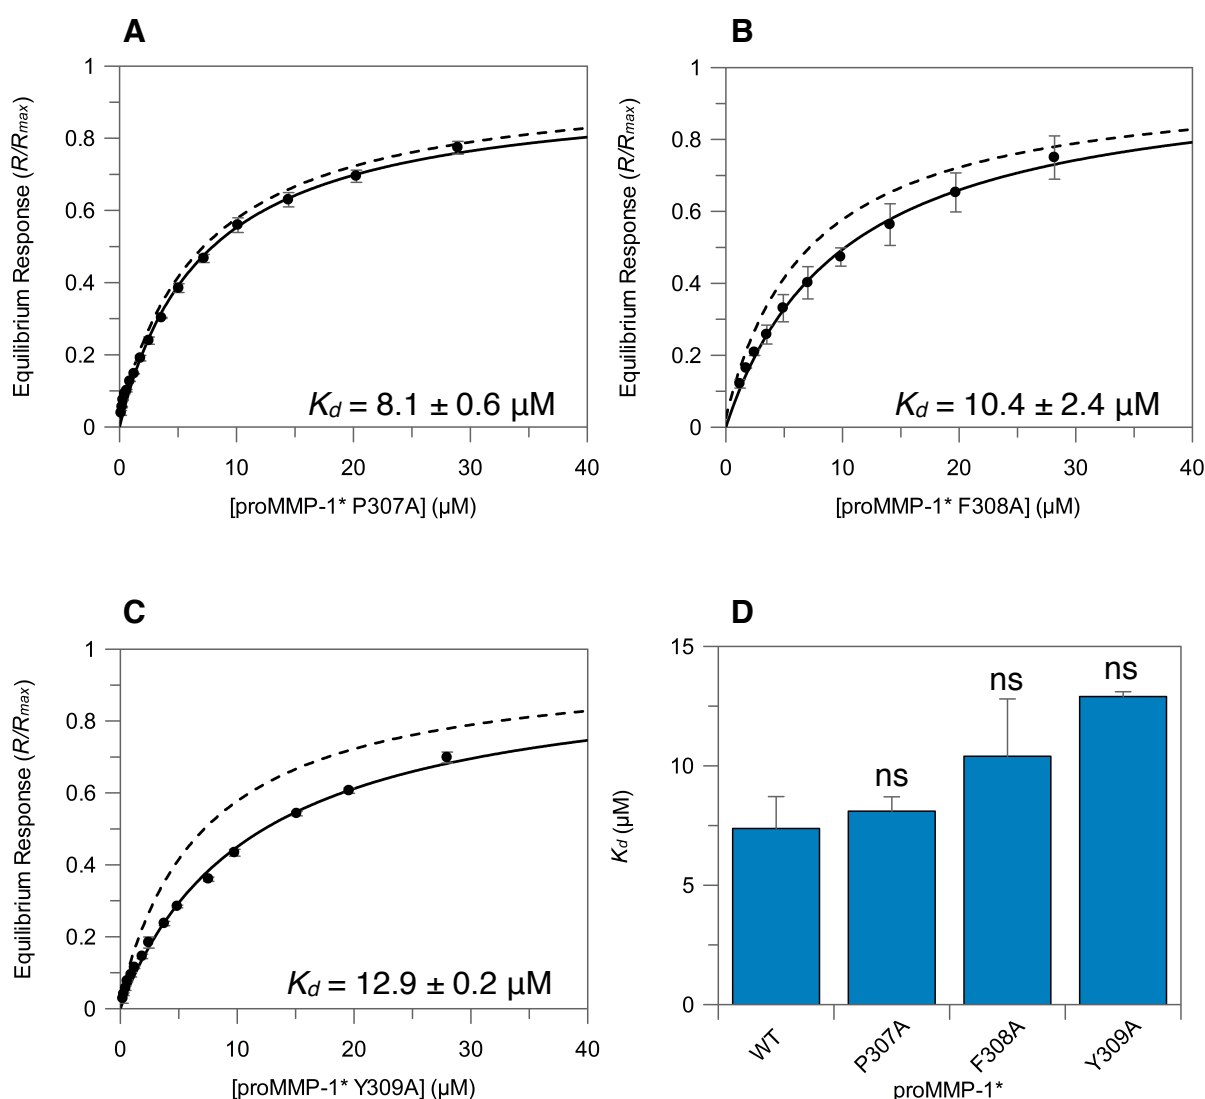 A
Equilibrium Response (R/Rmax)
1
0.8
0.6
0.4
0.2
0
Kd = 8.1 ± 0.6 µM
0 10 20 30 40
[proMMP-1* P307A] (µM)
B
Equilibrium Response (R/Rmax)
1
0.8
0.6
0.4
0.2
0
Kd = 10.4 ± 2.4 µM
0 10 20 30 40
[proMMP-1* F308A] (µM)
C
Equilibrium Response (R/Rmax)
1
0.8
0.6
0.4
0.2
0
Kd = 12.9 ± 0.2 µM
0 10 20 30 40
[proMMP-1* Y309A] (µM)
D
Kd (µM)
15
10
5
0
ns
ns
ns
WT P307A F308A Y309A
proMMP-1*